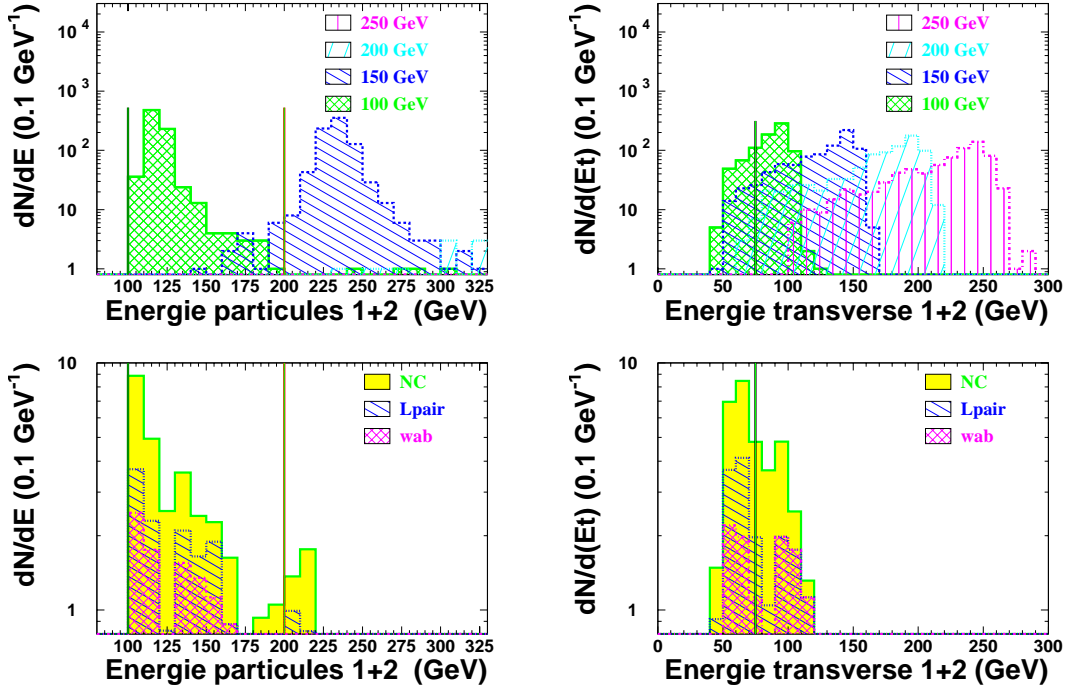 dN/dE (0.1 GeV⁻¹)
10⁴
10³
10²
10
1
250 GeV
200 GeV
150 GeV
100 GeV
100 125 150 175 200 225 250 275 300 325
Energie particules 1+2 (GeV)
dN/d(Et) (0.1 GeV⁻¹)
10⁴
10³
10²
10
1
250 GeV
200 GeV
150 GeV
100 GeV
0 50 100 150 200 250 300
Energie transverse 1+2 (GeV)
dN/dE (0.1 GeV⁻¹)
10
1
NC
Lpair
wab
100 125 150 175 200 225 250 275 300 325
Energie particules 1+2 (GeV)
dN/d(Et) (0.1 GeV⁻¹)
10
1
NC
Lpair
wab
0 50 100 150 200 250 300
Energie transverse 1+2 (GeV)